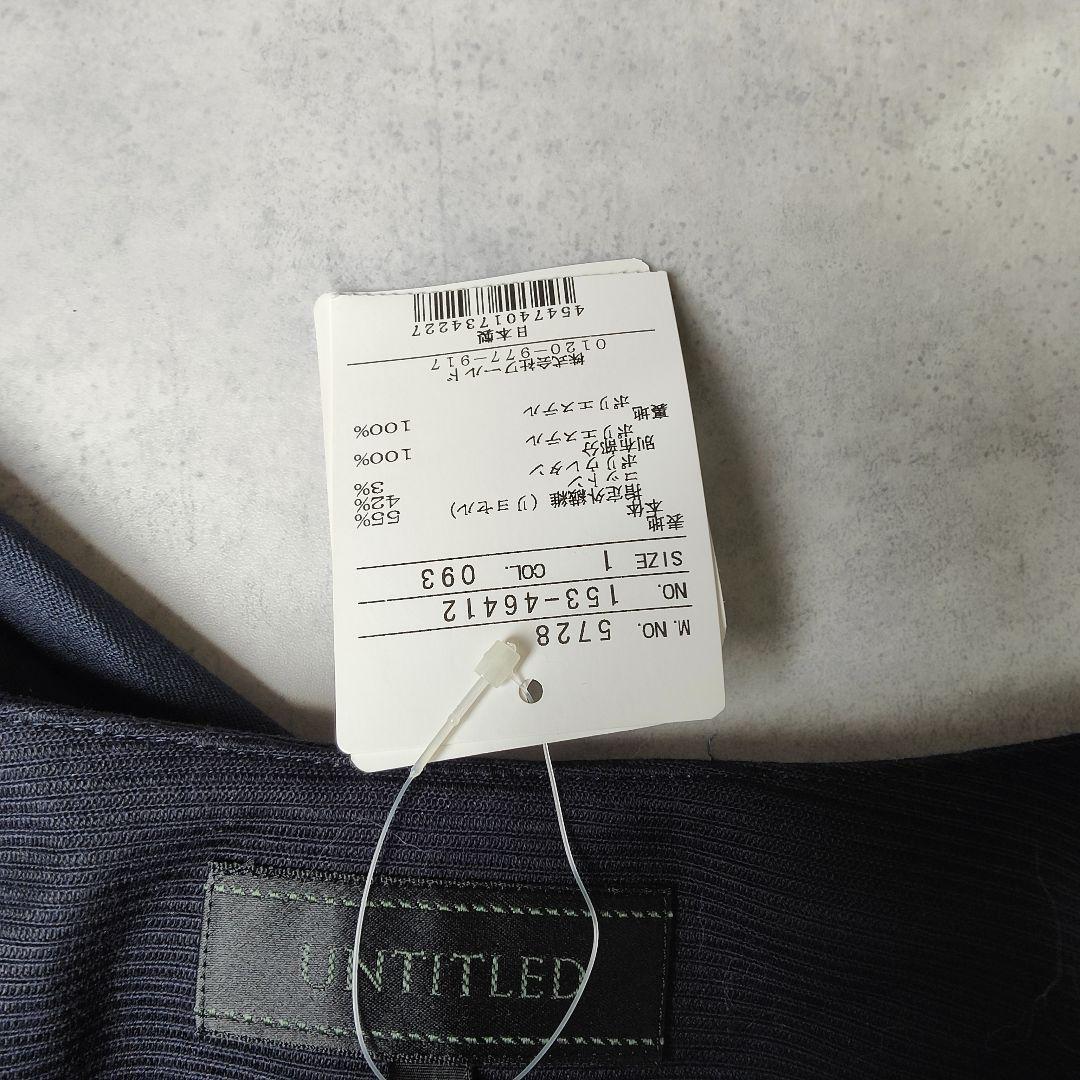 M. NO. 5728
NO. 153-46412
SIZE 1 COL. 093
表地
本体
指定外繊維 (リヨセル) 55%
コットン 42%
ポリウレタン 3%
別布部分
ポリエステル 100%
裏地
ポリエステル 100%
株式会社ワールド
0120-977-917
日本製
4547401734227
UNTITLED